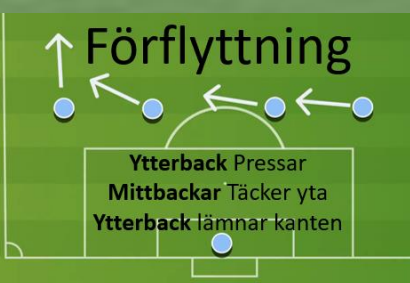 Förflyttning
Ytterback Pressar
Mittbackar Täcker yta
Ytterback lämnar kanten